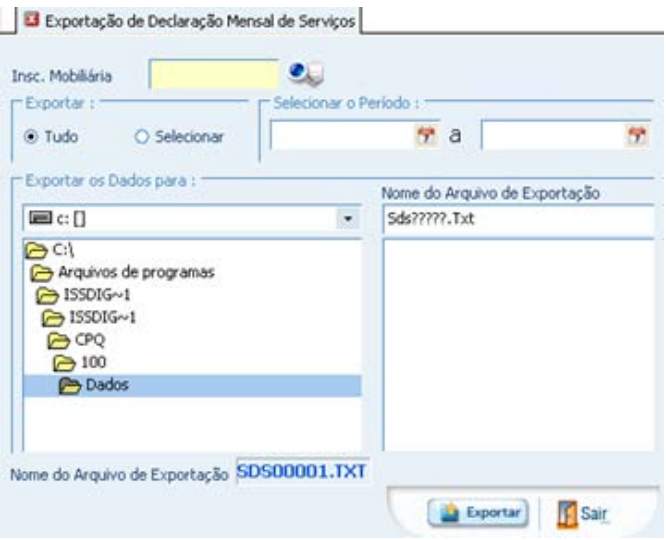 Exportação de Declaração Mensal de Serviços
Insc. Mobiliária
Exportar :
Tudo
Selecionar
Selecionar o Período :
a
Exportar os Dados para :
c: []
C:\
Arquivos de programas
ISSDIG~1
ISSDIG~1
CPQ
100
Dados
Nome do Arquivo de Exportação
Sds?????.Txt
Nome do Arquivo de Exportação SDS00001.TXT
Exportar
Sair